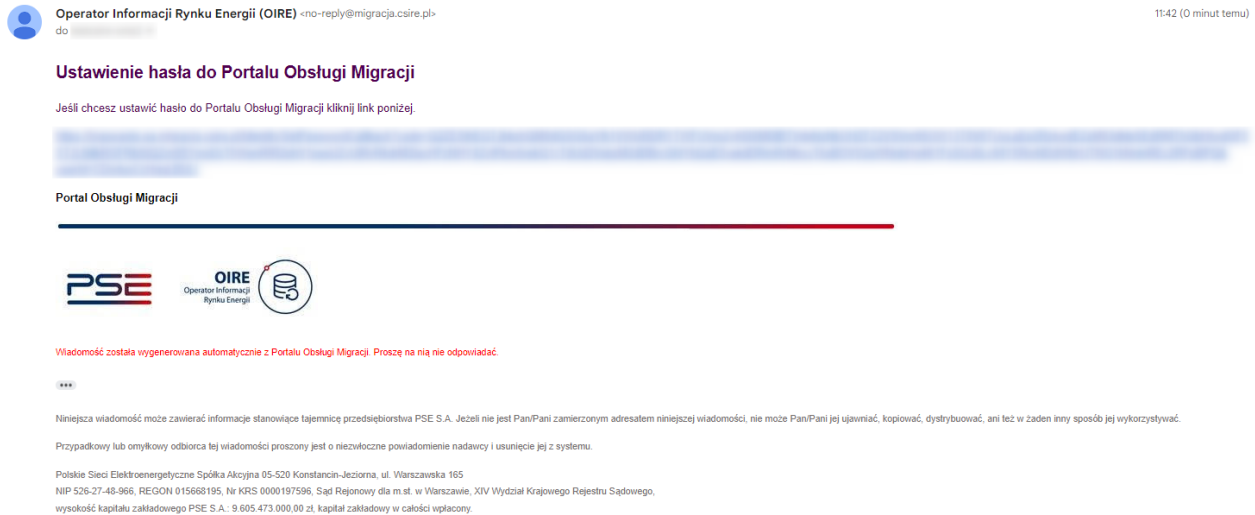 Operator Informacji Rynku Energii (OIRE) <no-reply@migracja.csire.pl>
11:42 (0 minut temu)
do
Ustawienie hasła do Portalu Obsługi Migracji
Jeśli chcesz ustawić hasło do Portalu Obsługi Migracji kliknij link poniżej.
Portal Obsługi Migracji
PSE
OIRE
Operator Informacji
Rynku Energii
Wiadomość została wygenerowana automatycznie z Portalu Obsługi Migracji. Proszę na nią nie odpowiadać.
Niniejsza wiadomość może zawierać informacje stanowiące tajemnicę przedsiębiorstwa PSE S.A. Jeżeli nie jest Pan/Pani zamierzonym adresatem niniejszej wiadomości, nie może Pan/Pani jej ujawniać, kopiować, dystrybuować, ani też w żaden inny sposób jej wykorzystywać.
Przypadkowy lub omyłkowy odbiorca tej wiadomości proszony jest o niezwłoczne powiadomienie nadawcy i usunięcie jej z systemu.
Polskie Sieci Elektroenergetyczne Spółka Akcyjna 05-520 Konstancin-Jeziorna, ul. Warszawska 165
NIP 526-27-48-966, REGON 015668195, Nr KRS 0000197596, Sąd Rejonowy dla m.st. w Warszawie, XIV Wydział Krajowego Rejestru Sądowego,
wysokość kapitału zakładowego PSE S.A.: 9.605.473.000,00 zł, kapitał zakładowy w całości wpłacony.